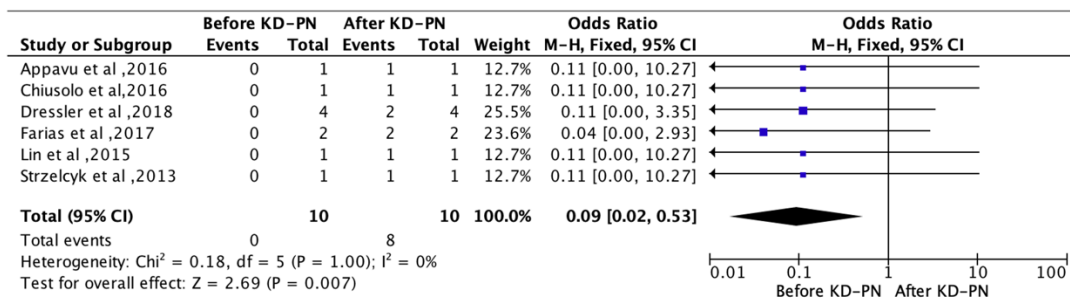 Before KD-PN After KD-PN Odds Ratio Odds Ratio
Study or Subgroup Events Total Events Total Weight M-H, Fixed, 95% CI M-H, Fixed, 95% CI
Appavu et al ,2016 0 1 1 1 12.7% 0.11 [0.00, 10.27]
Chiusolo et al,2016 0 1 1 1 12.7% 0.11 [0.00, 10.27]
Dressler et al ,2018 0 4 2 4 25.5% 0.11 [0.00, 3.35]
Farias et al ,2017 0 2 2 2 23.6% 0.04 [0.00, 2.93]
Lin et al ,2015 0 1 1 1 12.7% 0.11 [0.00, 10.27]
Strzelcyk et al ,2013 0 1 1 1 12.7% 0.11 [0.00, 10.27]
Total (95% CI) 10 10 100.0% 0.09 [0.02, 0.53]
Total events 0 8
Heterogeneity: Chi² = 0.18, df = 5 (P = 1.00); I² = 0%
Test for overall effect: Z = 2.69 (P = 0.007)
0.01 0.1 1 10 100
Before KD-PN After KD-PN